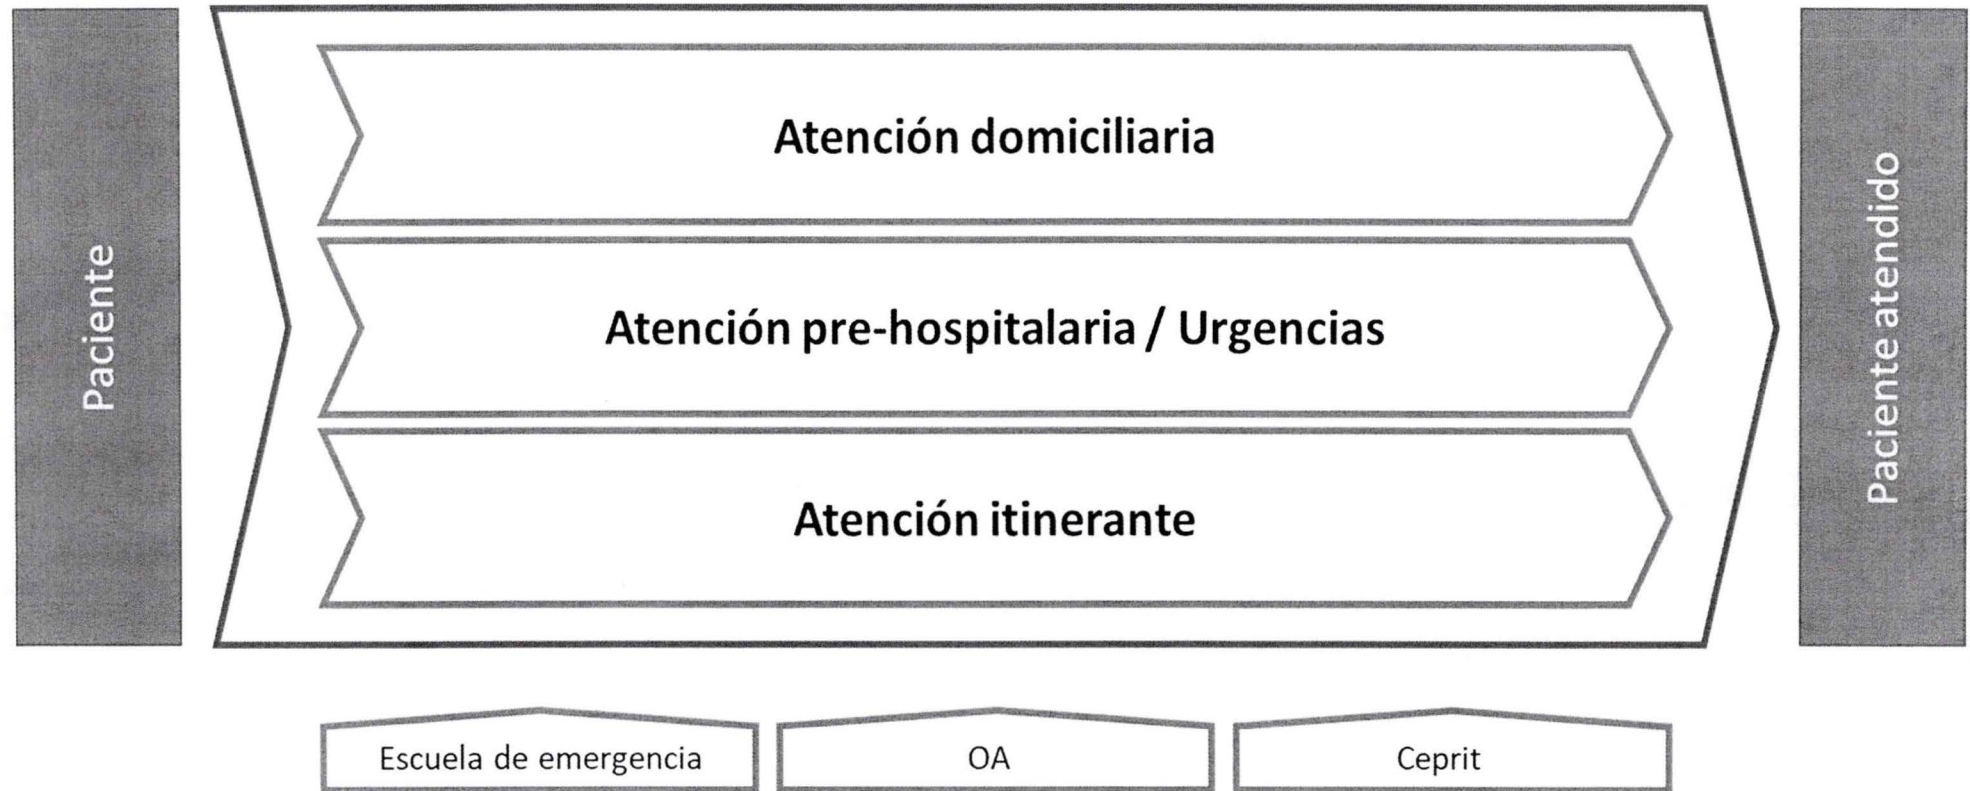 Paciente
Atención domiciliaria
Atención pre-hospitalaria / Urgencias
Atención itinerante
Paciente atendido
Escuela de emergencia
OA
Ceprit